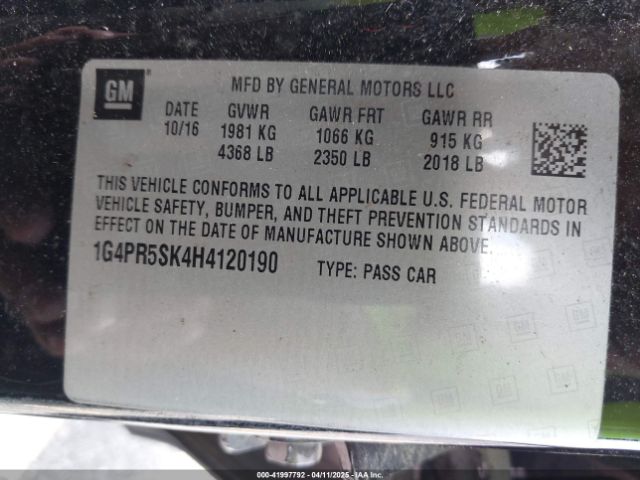 GM
MFD BY GENERAL MOTORS LLC
DATE GVWR GAWR FRT GAWR RR
10/16 1981 KG 1066 KG 915 KG
4368 LB 2350 LB 2018 LB
THIS VEHICLE CONFORMS TO ALL APPLICABLE U.S. FEDERAL MOTOR
VEHICLE SAFETY, BUMPER, AND THEFT PREVENTION STANDARDS IN
EFFECT ON THE DATE OF MANUFACTURE SHOWN ABOVE.
1G4PR5SK4H4120190 TYPE: PASS CAR
000-41997792 - 04/11/2025 - IAAI.COM